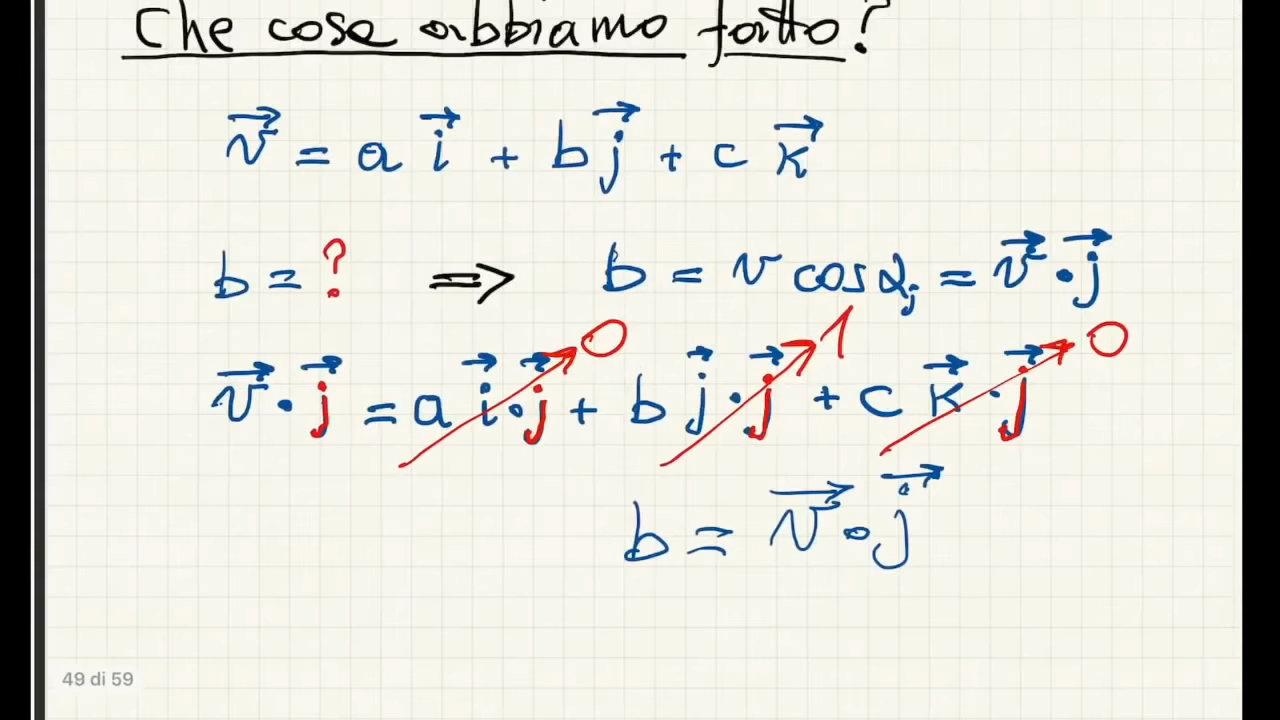 Che cosa abbiamo fatto?
v⃗ = a i⃗ + b j⃗ + c k⃗
b = ? ⟹ b = v cos α_j = v⃗ · j⃗
0 1 0
v⃗ · j⃗ = a i⃗ · j⃗ + b j⃗ · j⃗ + c k⃗ · j⃗
b = v⃗ · j⃗
49 di 59